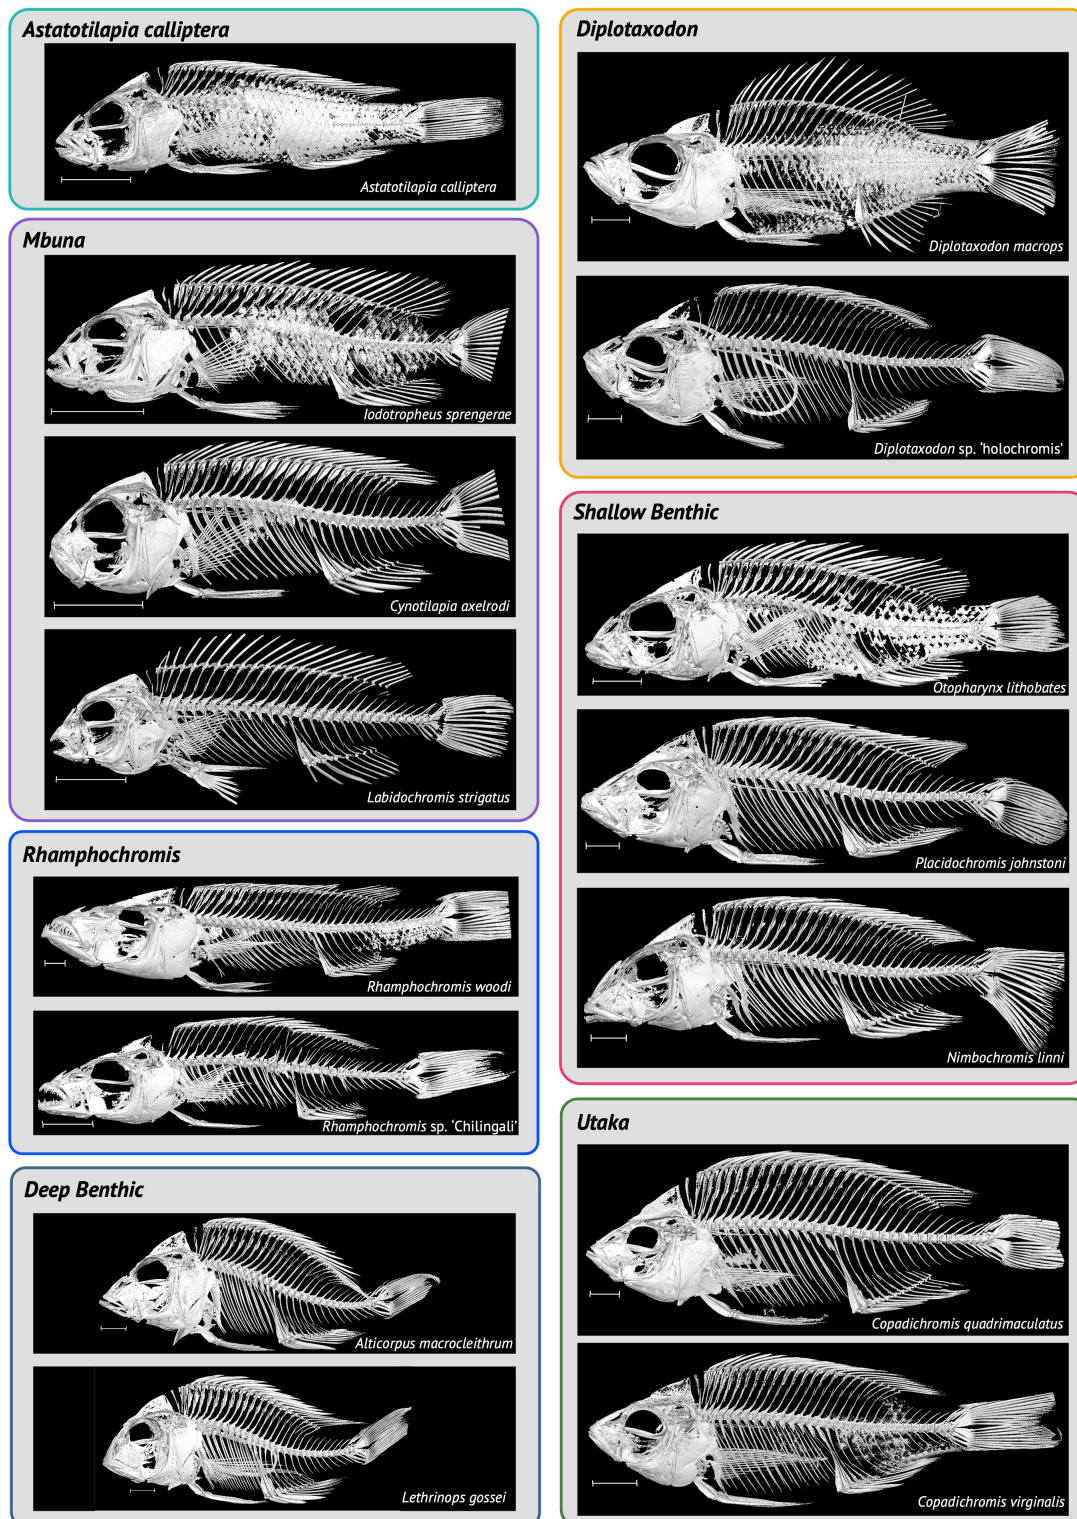 Astatotilapia calliptera
Astatotilapia calliptera
Mbuna
Iodotropheus sprengerae
Cynotilapia axelrodi
Labidochromis strigatus
Rhamphochromis
Rhamphochromis woodi
Rhamphochromis sp. ‘Chilingali’
Deep Benthic
Alticorpus macrocleithrum
Lethrinops gossei
Diplotaxodon
Diplotaxodon macrops
Diplotaxodon sp. ‘holochromis’
Shallow Benthic
Otopharynx lithobates
Placidochromis johnstoni
Nimbochromis linni
Utaka
Copadichromis quadrimaculatus
Copadichromis virginalis